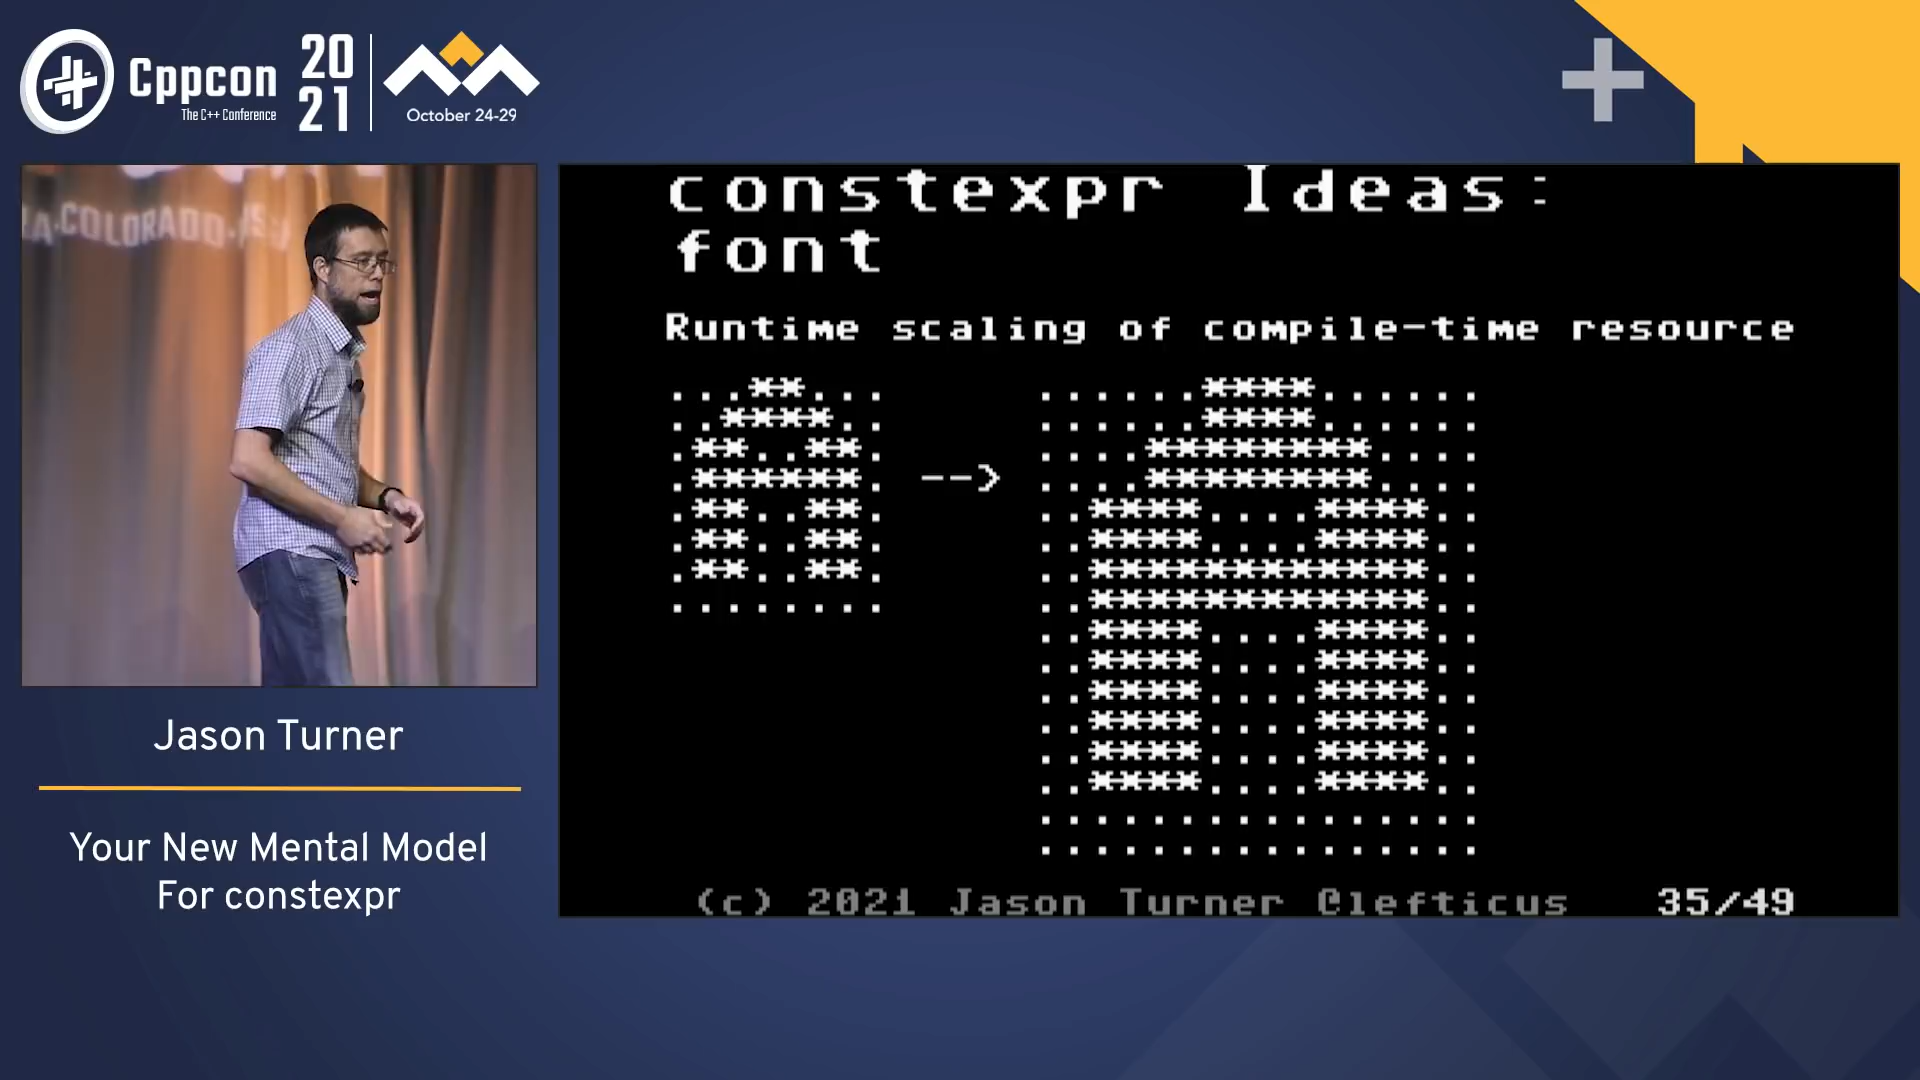 Cppcon
The C++ Conference
20
21
October 24-29
COLORADO
Jason Turner
Your New Mental Model
For constexpr
constexpr Ideas:
font
Runtime scaling of compile-time resource
...**...     ......****......
..****..     ......****......
.**..**.     ....********....
.******. --> ....********....
.**..**.     ..****....****..
.**..**.     ..****....****..
.**..**.     ..************..
........     ..************..
             ..****....****..
             ..****....****..
             ..****....****..
             ..****....****..
             ..****....****..
             ..****....****..
             ................
             ................
(c) 2021 Jason Turner @lefticus 35/49